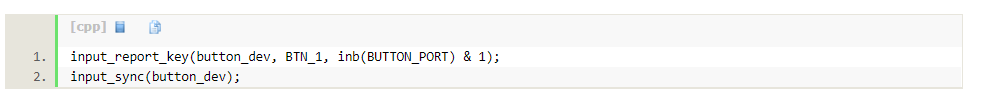 [cpp]
1. input_report_key(button_dev, BTN_1, inb(BUTTON_PORT) & 1);
2. input_sync(button_dev);